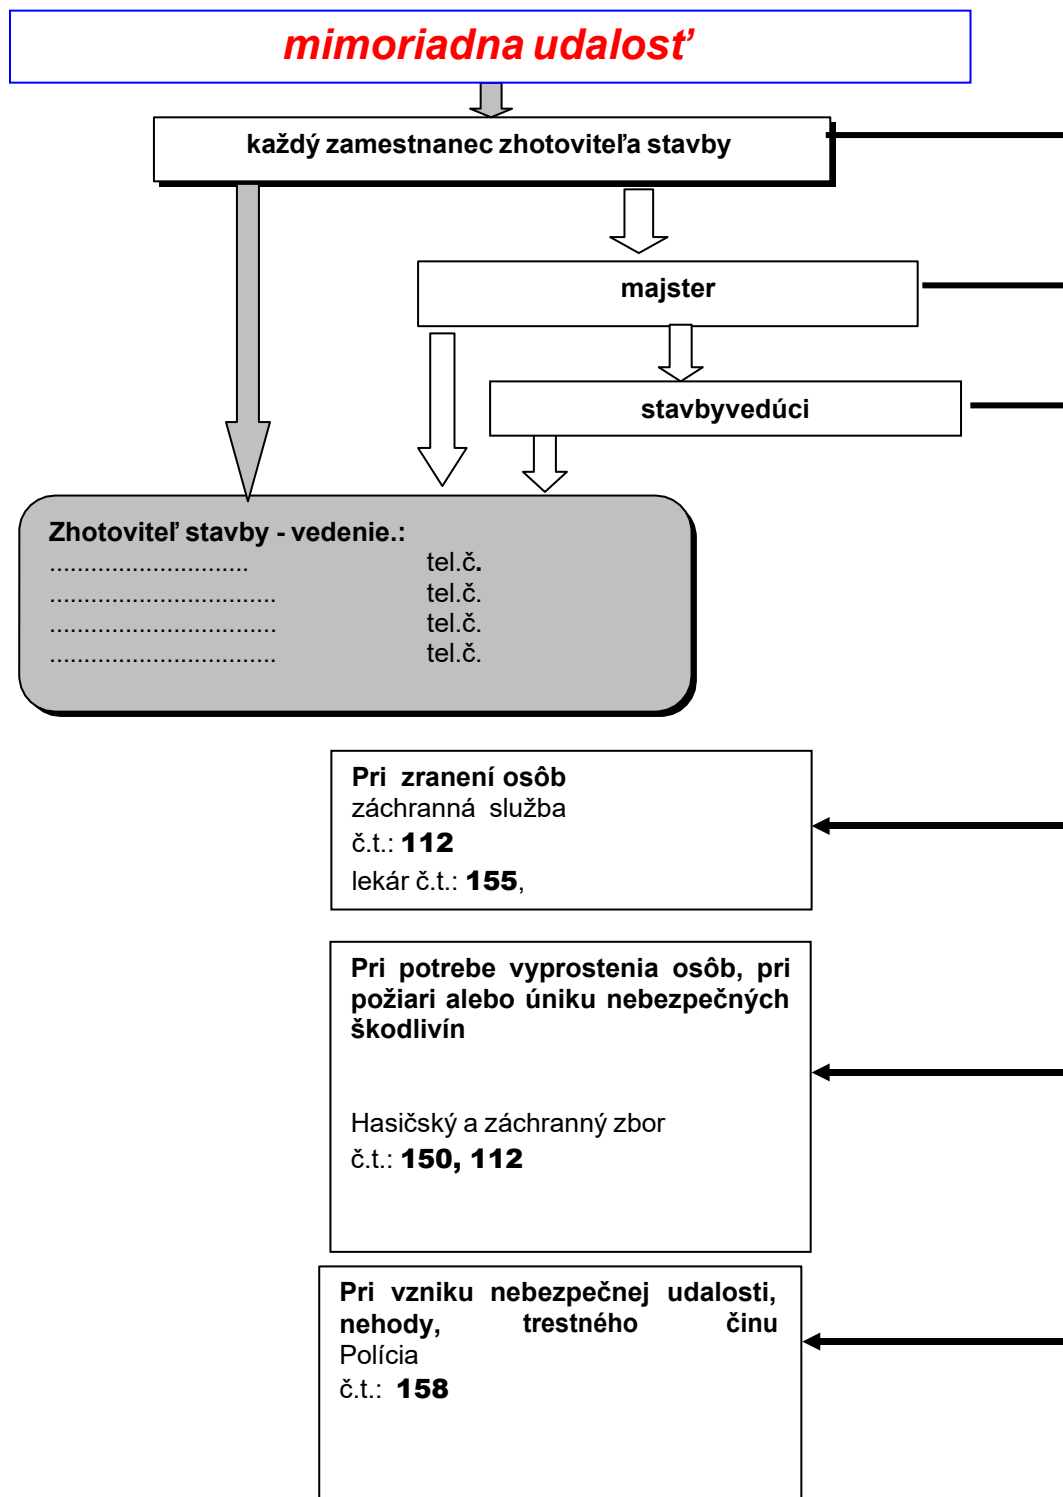 mimoriadna udalosť
každý zamestnanec zhotoviteľa stavby
majster
stavbyvedúci
Zhotoviteľ stavby - vedenie.:
............................. tel.č.
................................. tel.č.
................................. tel.č.
................................. tel.č.
Pri zranení osôb
záchranná služba
č.t.: 112
lekár č.t.: 155,
Pri potrebe vyprostenia osôb, pri
požiari alebo úniku nebezpečných
škodlivín
Hasičský a záchranný zbor
č.t.: 150, 112
Pri vzniku nebezpečnej udalosti,
nehody, trestného činu
Polícia
č.t.: 158